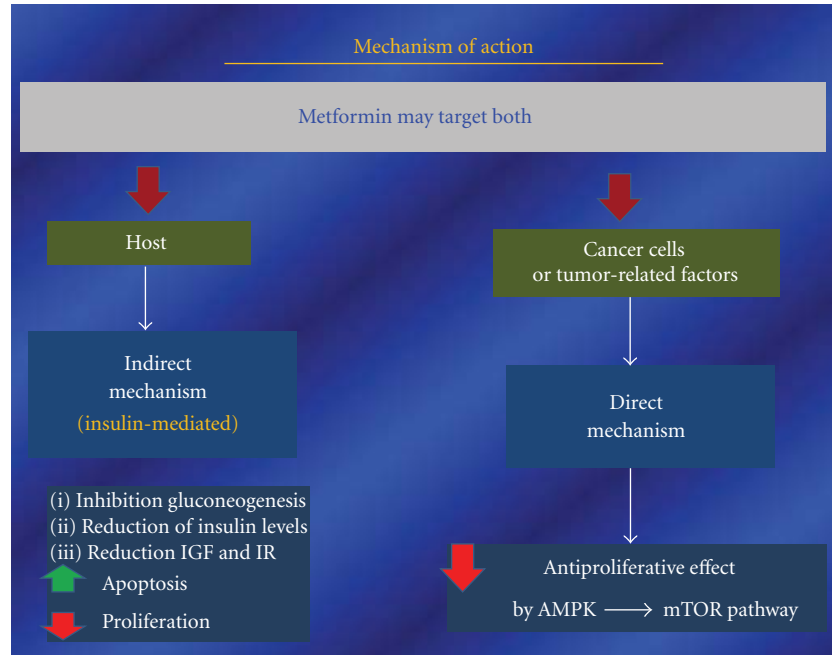 Mechanism of action
Metformin may target both
Host
Indirect
mechanism
(insulin-mediated)
(i) Inhibition gluconeogenesis
(ii) Reduction of insulin levels
(iii) Reduction IGF and IR
Apoptosis
Proliferation
Cancer cells
or tumor-related factors
Direct
mechanism
Antiproliferative effect
by AMPK ⟶ mTOR pathway